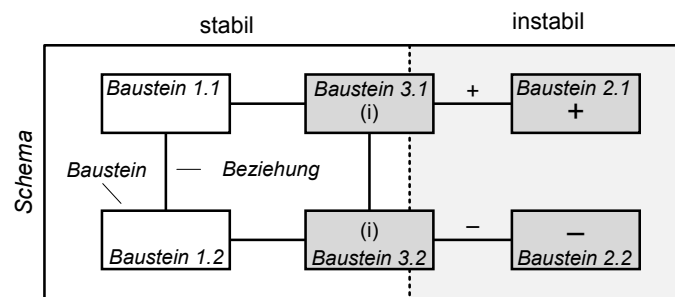 stabil
instabil
Schema
Baustein 1.1
Baustein 3.1
(i)
+
Baustein 2.1
+
Baustein
Beziehung
Baustein 1.2
(i)
Baustein 3.2
–
–
Baustein 2.2